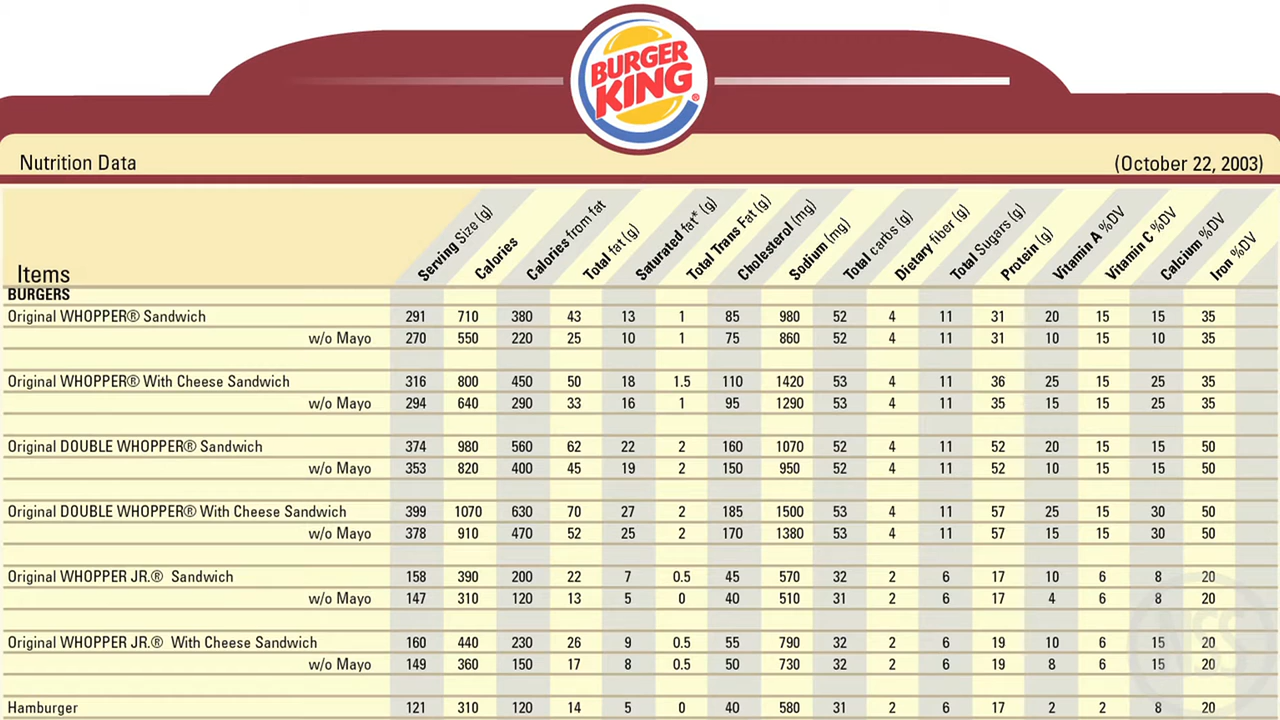 BURGER
KING®
Nutrition Data (October 22, 2003)
Items Serving Size (g) Calories Calories from fat Total fat (g) Saturated fat* (g) Total Trans Fat (g) Cholesterol (mg) Sodium (mg) Total carbs (g) Dietary fiber (g) Total Sugars (g) Protein (g) Vitamin A %DV Vitamin C %DV Calcium %DV Iron %DV
BURGERS
Original WHOPPER® Sandwich 291 710 380 43 13 1 85 980 52 4 11 31 20 15 15 35
w/o Mayo 270 550 220 25 10 1 75 860 52 4 11 31 10 15 10 35
Original WHOPPER® With Cheese Sandwich 316 800 450 50 18 1.5 110 1420 53 4 11 36 25 15 25 35
w/o Mayo 294 640 290 33 16 1 95 1290 53 4 11 35 15 15 25 35
Original DOUBLE WHOPPER® Sandwich 374 980 560 62 22 2 160 1070 52 4 11 52 20 15 15 50
w/o Mayo 353 820 400 45 19 2 150 950 52 4 11 52 10 15 15 50
Original DOUBLE WHOPPER® With Cheese Sandwich 399 1070 630 70 27 2 185 1500 53 4 11 57 25 15 30 50
w/o Mayo 378 910 470 52 25 2 170 1380 53 4 11 57 15 15 30 50
Original WHOPPER JR.® Sandwich 158 390 200 22 7 0.5 45 570 32 2 6 17 10 6 8 20
w/o Mayo 147 310 120 13 5 0 40 510 31 2 6 17 4 6 8 20
Original WHOPPER JR.® With Cheese Sandwich 160 440 230 26 9 0.5 55 790 32 2 6 19 10 6 15 20
w/o Mayo 149 360 150 17 8 0.5 50 730 32 2 6 19 8 6 15 20
Hamburger 121 310 120 14 5 0 40 580 31 2 6 17 2 2 8 20